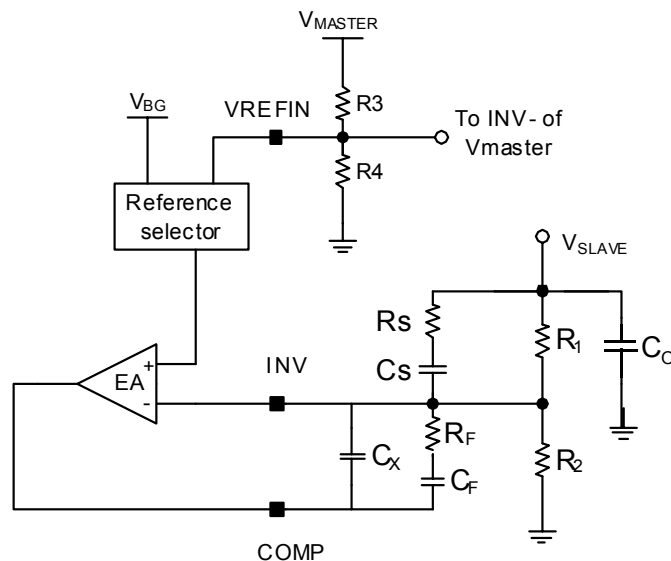 VMASTER
R3
VBG
VREFIN
To INV- of
Vmaster
R4
Reference
selector
VSLAVE
Rs
R1
CO
Cs
INV
EA
+
-
RF
R2
CX
CF
COMP